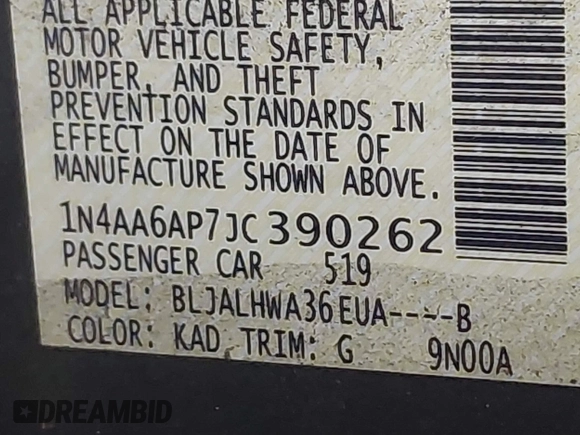 ALL APPLICABLE FEDERAL
MOTOR VEHICLE SAFETY,
BUMPER, AND THEFT
PREVENTION STANDARDS IN
EFFECT ON THE DATE OF
MANUFACTURE SHOWN ABOVE.
1N4AA6AP7JC390262
PASSENGER CAR 519
MODEL: BLJALHWA36EUA----B
COLOR: KAD TRIM: G 9N00A
DREAMBID